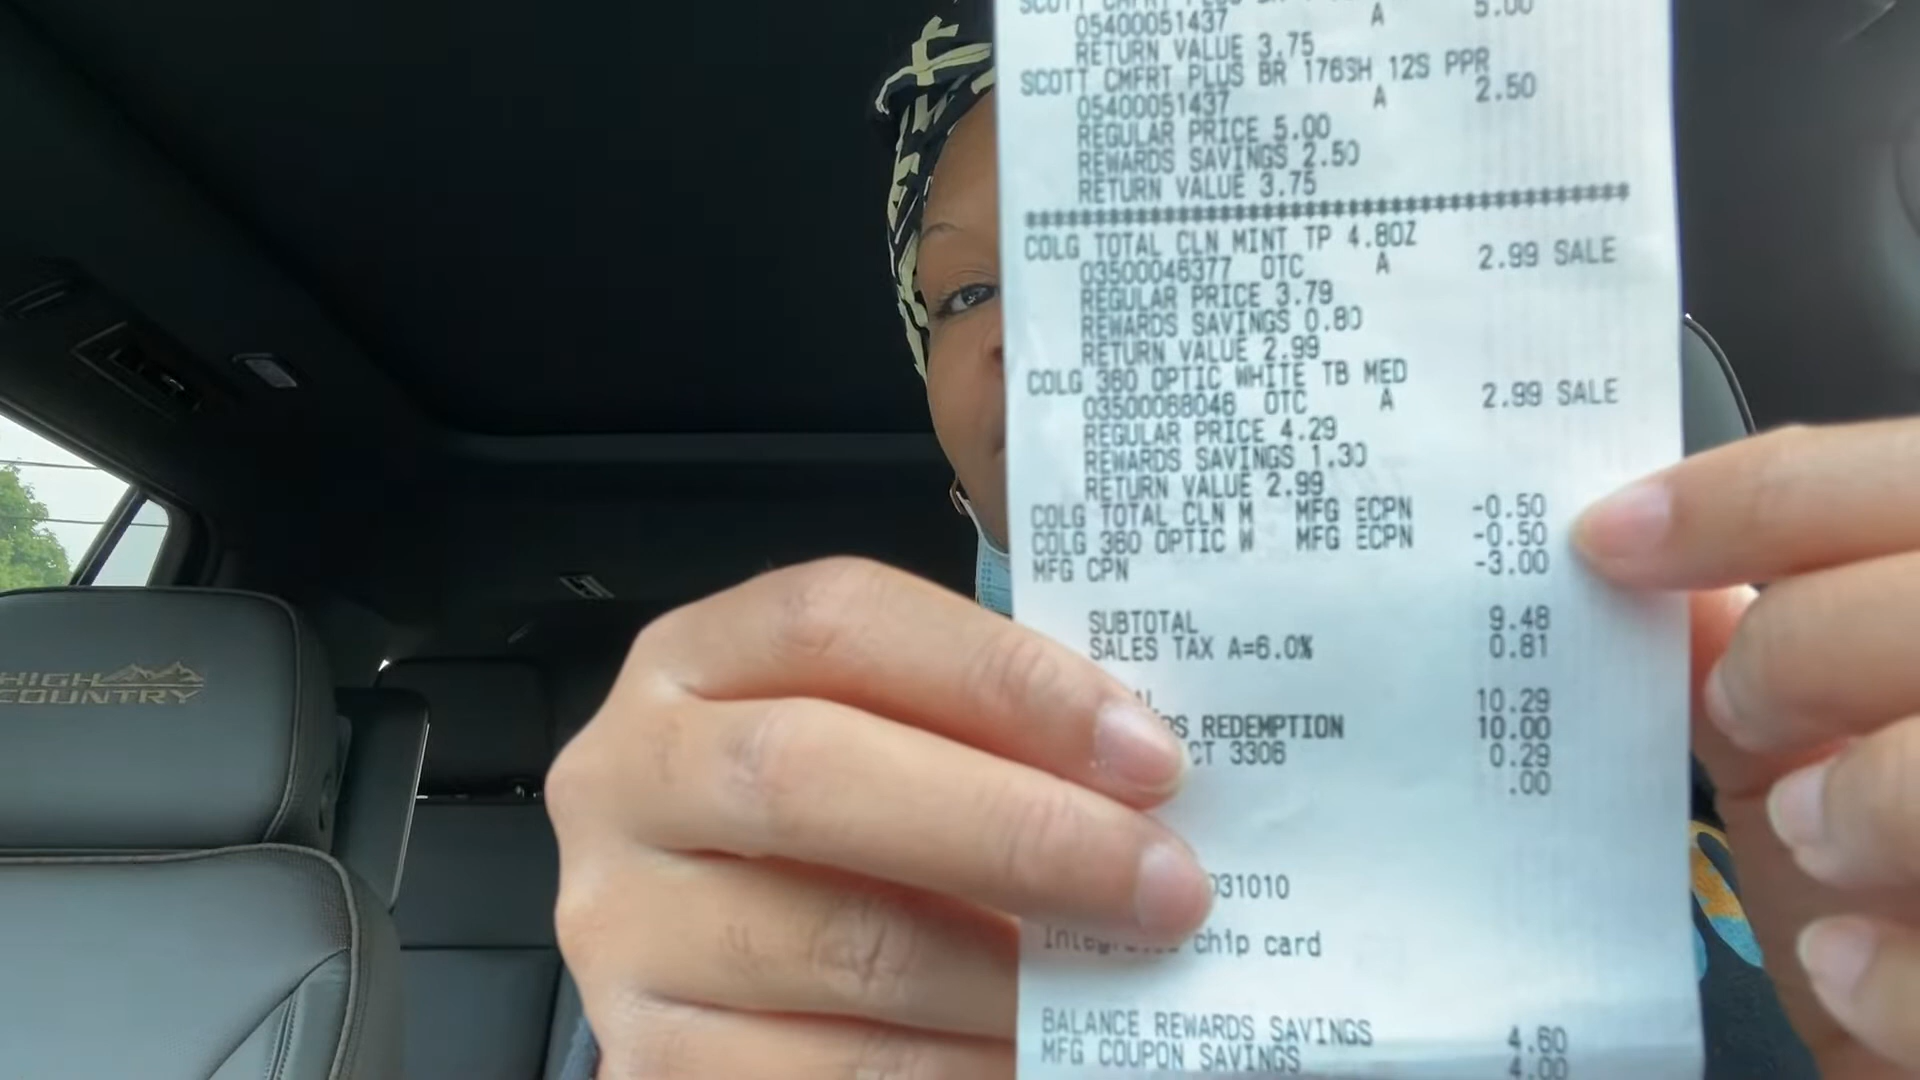 SCOTT CMFRT PLUS BR
05400051437 A 5.00
RETURN VALUE 3.75
SCOTT CMFRT PLUS BR 176SH 12S PPR
05400051437 A 2.50
REGULAR PRICE 5.00
REWARDS SAVINGS 2.50
RETURN VALUE 3.75
****************************************
COLG TOTAL CLN MINT TP 4.8OZ
03500046377 OTC A 2.99 SALE
REGULAR PRICE 3.79
REWARDS SAVINGS 0.80
RETURN VALUE 2.99
COLG 360 OPTIC WHITE TB MED
03500068046 OTC A 2.99 SALE
REGULAR PRICE 4.29
REWARDS SAVINGS 1.30
RETURN VALUE 2.99
COLG TOTAL CLN M MFG ECPN -0.50
COLG 360 OPTIC W MFG ECPN -0.50
MFG CPN -3.00
SUBTOTAL 9.48
SALES TAX A=6.0% 0.81
10.29
REDEMPTION 10.00
CT 3306 0.29
.00
031010
chip card
BALANCE REWARDS SAVINGS 4.60
MFG COUPON SAVINGS 4.00
HIGH
COUNTRY